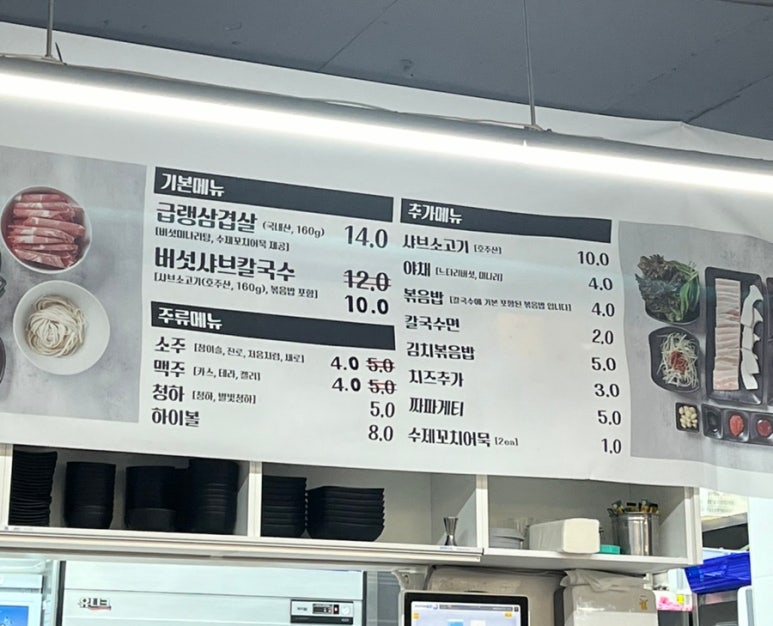 기본메뉴
급랭삼겹살 (국내산, 160g) 14.0
[버섯미나리탕, 수제꼬치어묵 제공]
버섯샤브칼국수 12.0
[샤브소고기(호주산, 160g), 볶음밥 포함] 10.0
주류메뉴
소주 [참이슬, 진로, 처음처럼, 새로] 4.0 5.0
맥주 [카스, 테라, 켈리] 4.0 5.0
청하 [청하, 별빛청하] 5.0
하이볼 8.0
추가메뉴
샤브소고기 [호주산] 10.0
야채 [느타리버섯, 미나리] 4.0
볶음밥 [칼국수에 기본 포함된 볶음밥 입니다] 4.0
칼국수면 2.0
김치볶음밥 5.0
치즈추가 3.0
짜파게티 5.0
수제꼬치어묵 [2ea] 1.0
유니크